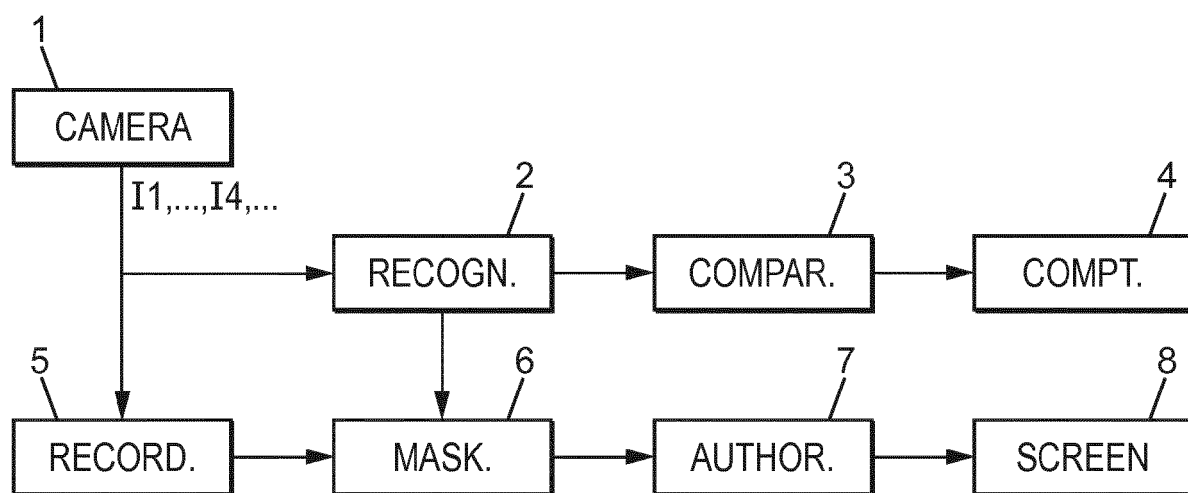 1
CAMERA
I1,...,I4,...
2 3 4
RECOGN. COMPAR. COMPT.
5 6 7 8
RECORD. MASK. AUTHOR. SCREEN